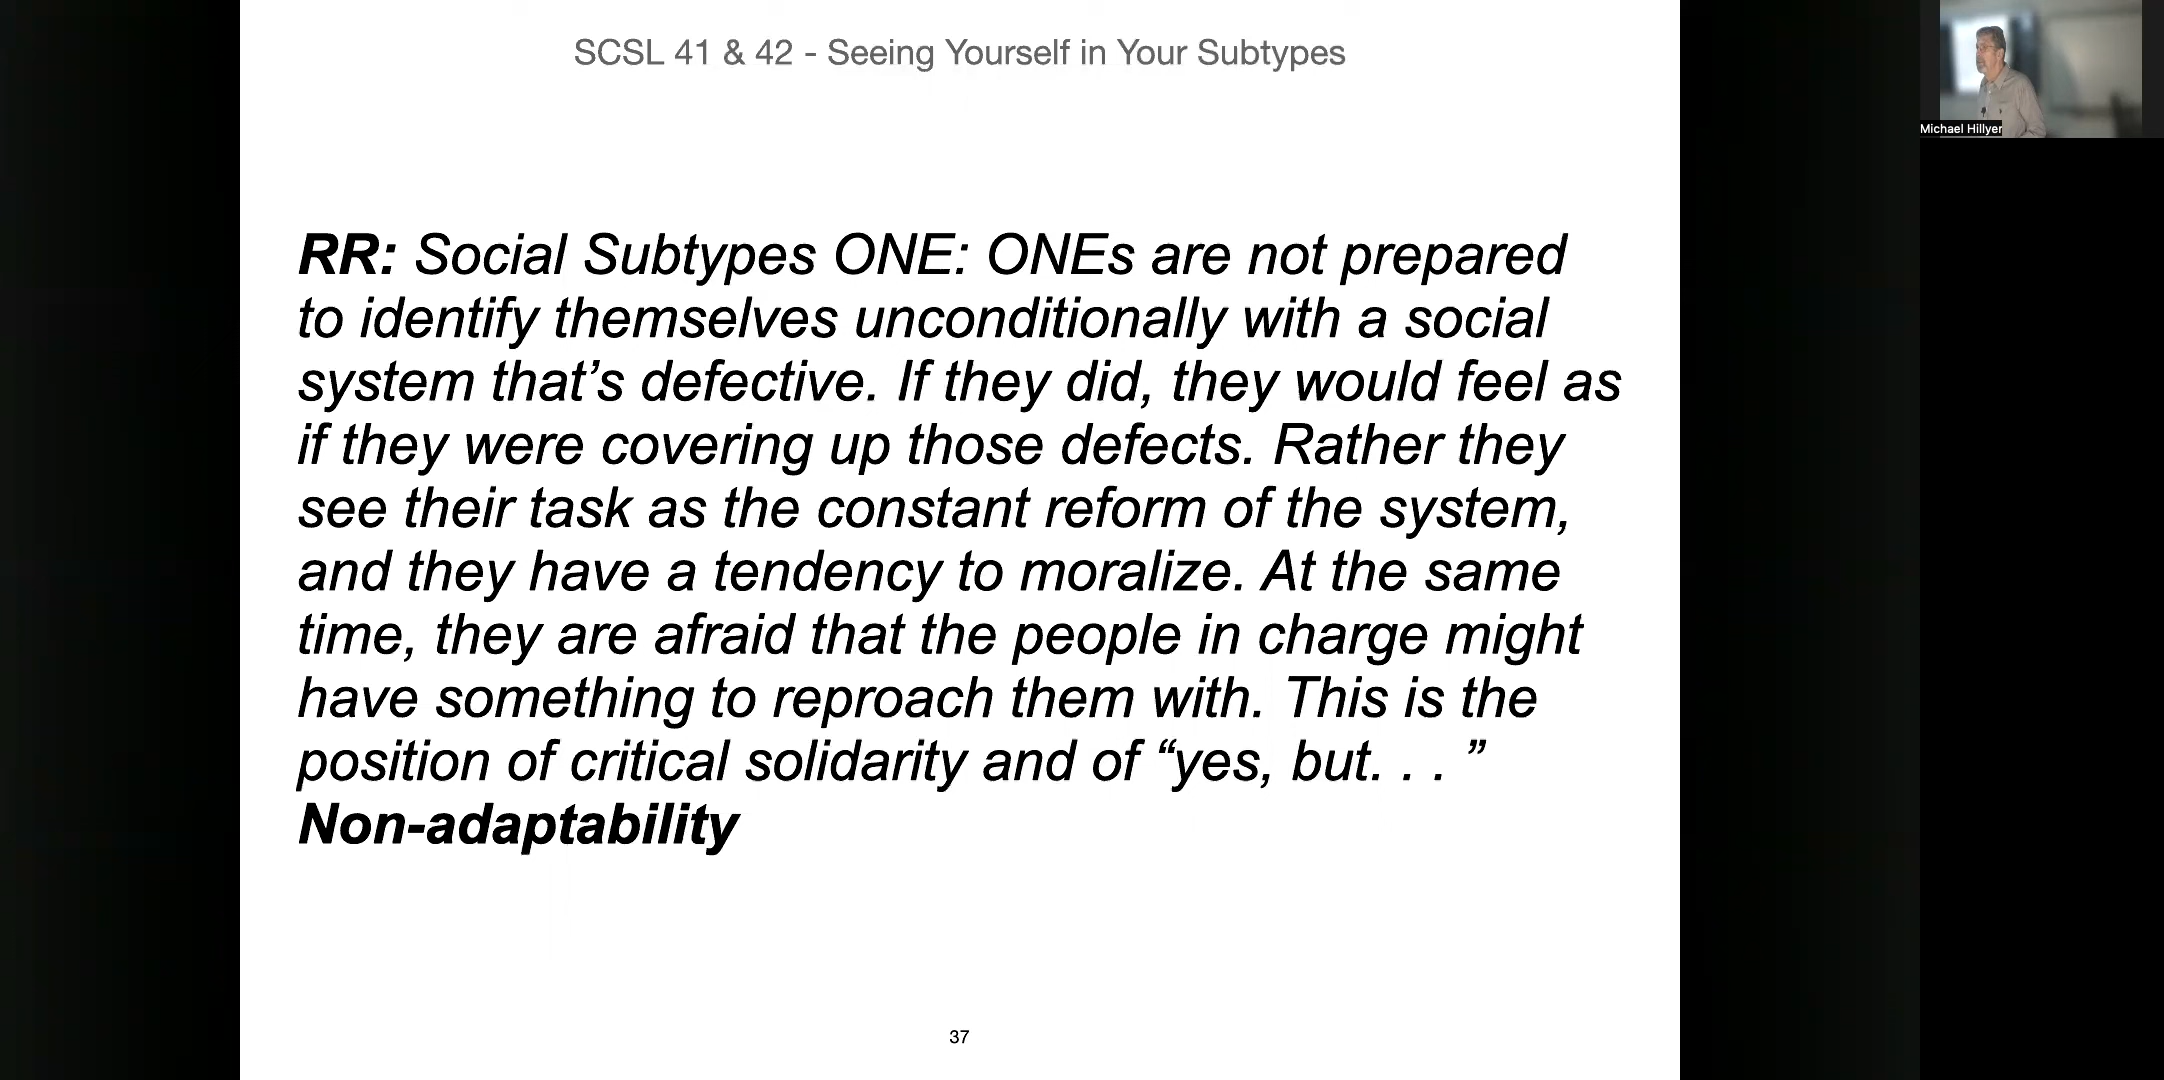 SCSL 41 & 42 - Seeing Yourself in Your Subtypes
Michael Hillyer
RR: Social Subtypes ONE: ONEs are not prepared
to identify themselves unconditionally with a social
system that’s defective. If they did, they would feel as
if they were covering up those defects. Rather they
see their task as the constant reform of the system,
and they have a tendency to moralize. At the same
time, they are afraid that the people in charge might
have something to reproach them with. This is the
position of critical solidarity and of “yes, but. . . ”
Non-adaptability
37